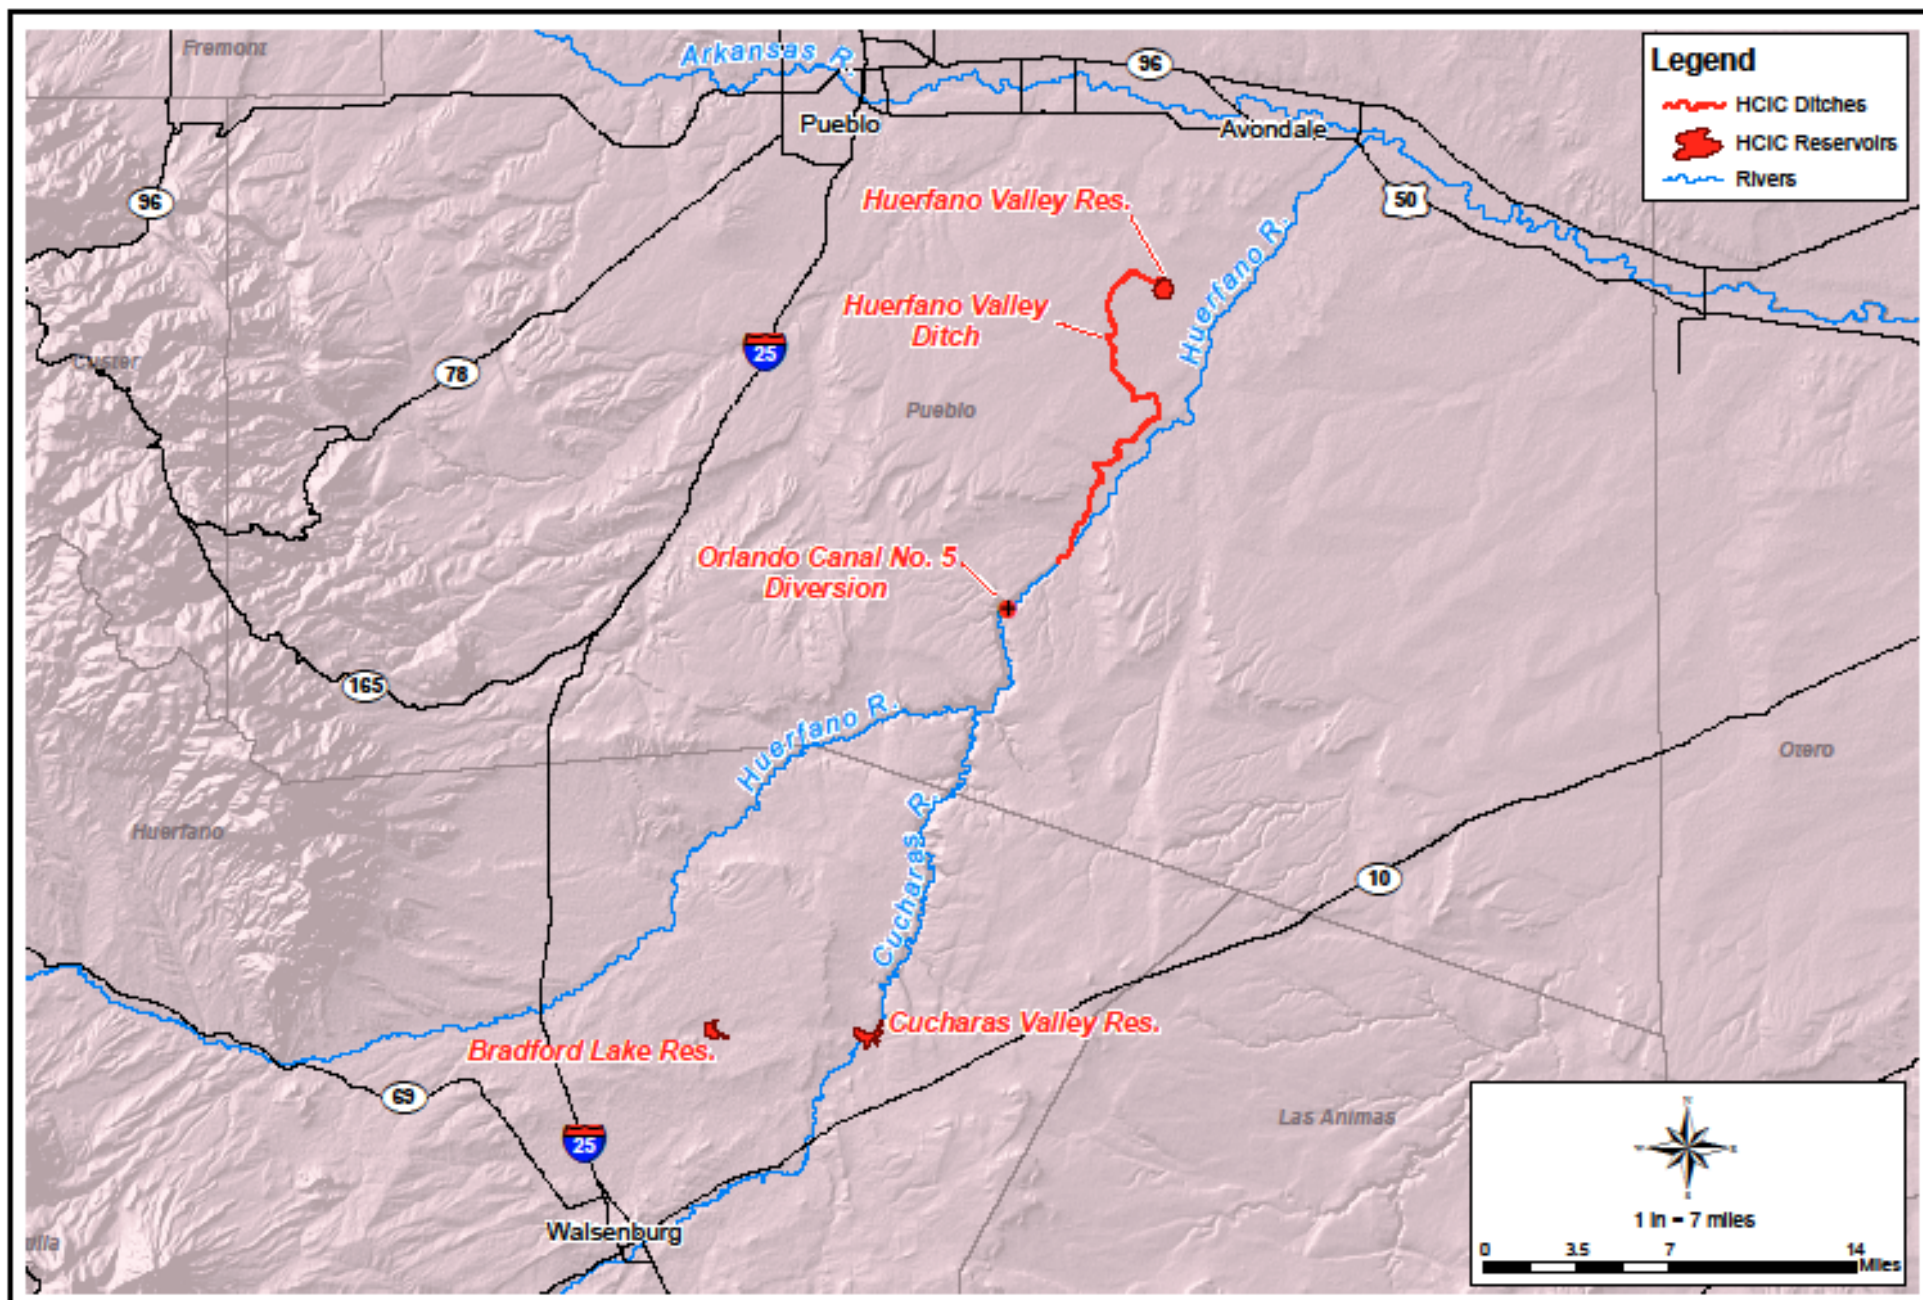 Fremont
Arkansas R.
96
Legend
HCIC Ditches
HCIC Reservoirs
Rivers
Pueblo
Avondale
96
Huerfano Valley Res.
50
Huerfano R.
Huerfano Valley
Ditch
25
Custer
78
Pueblo
Orlando Canal No. 5
Diversion
165
Huerfano R.
Otero
Huerfano
Cucharas R.
10
Cucharas Valley Res.
Bradford Lake Res.
69
Las Animas
25
N
W
E
S
1 in = 7 miles
Walsenburg
0 3.5 7 14
Miles